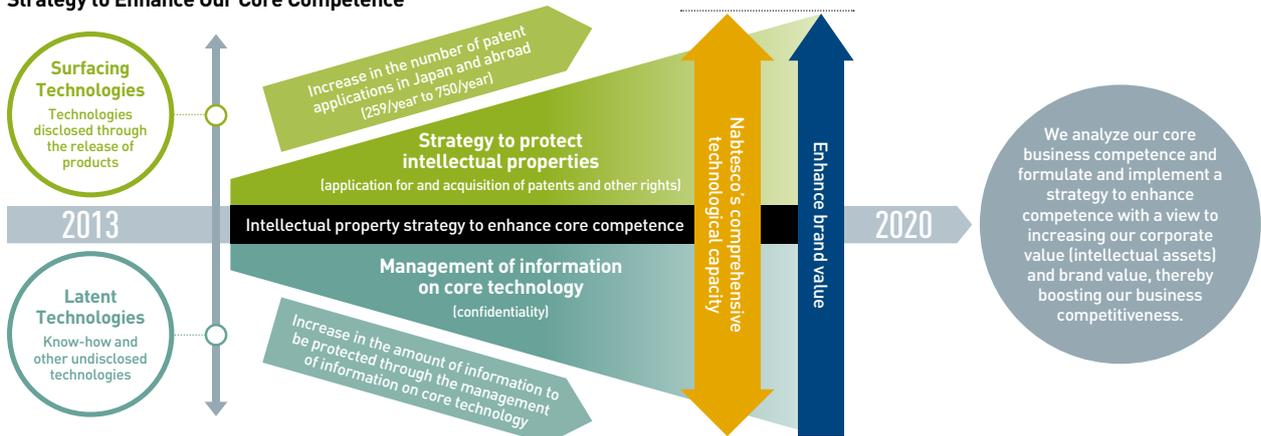 Strategy to Enhance Our Core Competence
Surfacing
Technologies
Technologies
disclosed through
the release of
products
2013
Latent
Technologies
Know-how and
other undisclosed
technologies
Increase in the number of patent
applications in Japan and abroad
(259/year to 750/year)
Strategy to protect
intellectual properties
(application for and acquisition of patents and other rights)
Intellectual property strategy to enhance core competence
Management of information
on core technology
(confidentiality)
Increase in the amount of information to
be protected through the management
of information on core technology
Nabtesco's comprehensive
technological capacity
Enhance brand value
2020
We analyze our core
business competence and
formulate and implement a
strategy to enhance
competence with a view to
increasing our corporate
value (intellectual assets)
and brand value, thereby
boosting our business
competitiveness.